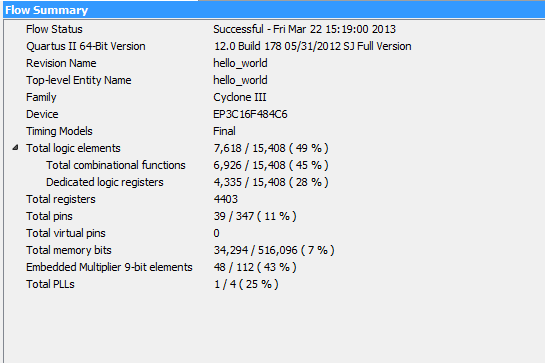 Flow Summary
Flow Status Successful - Fri Mar 22 15:19:00 2013
Quartus II 64-Bit Version 12.0 Build 178 05/31/2012 SJ Full Version
Revision Name hello_world
Top-level Entity Name hello_world
Family Cyclone III
Device EP3C16F484C6
Timing Models Final
Total logic elements 7,618 / 15,408 ( 49 % )
Total combinational functions 6,926 / 15,408 ( 45 % )
Dedicated logic registers 4,335 / 15,408 ( 28 % )
Total registers 4403
Total pins 39 / 347 ( 11 % )
Total virtual pins 0
Total memory bits 34,294 / 516,096 ( 7 % )
Embedded Multiplier 9-bit elements 48 / 112 ( 43 % )
Total PLLs 1 / 4 ( 25 % )